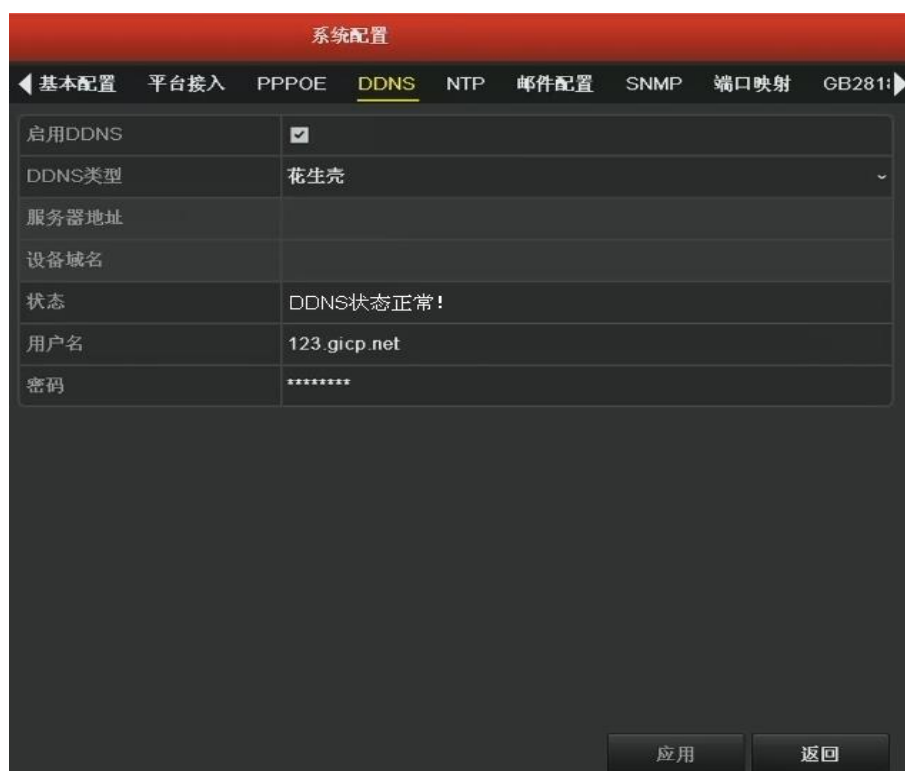 系统配置
基本配置 平台接入 PPPOE DDNS NTP 邮件配置 SNMP 端口映射 GB281
启用DDNS
DDNS类型 花生壳
服务器地址
设备域名
状态 DDNS状态正常!
用户名 123.gicp.net
密码 ********
应用 返回